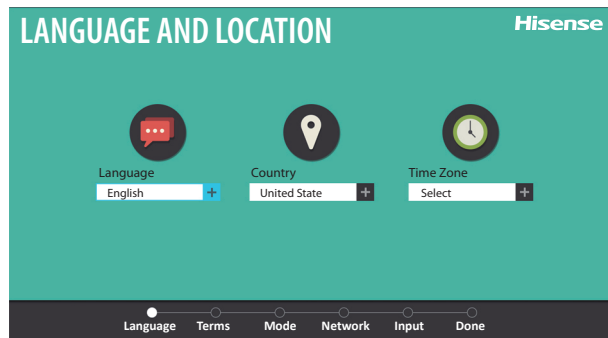 LANGUAGE AND LOCATION
Hisense
Language Country Time Zone
English + United State + Select +
Language Terms Mode Network Input Done